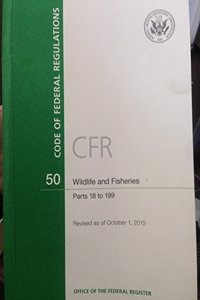 CODE OF FEDERAL REGULATIONS
CFR
50 Wildlife and Fisheries
Parts 18 to 199
Revised as of October 1, 2015
OFFICE OF THE FEDERAL REGISTER